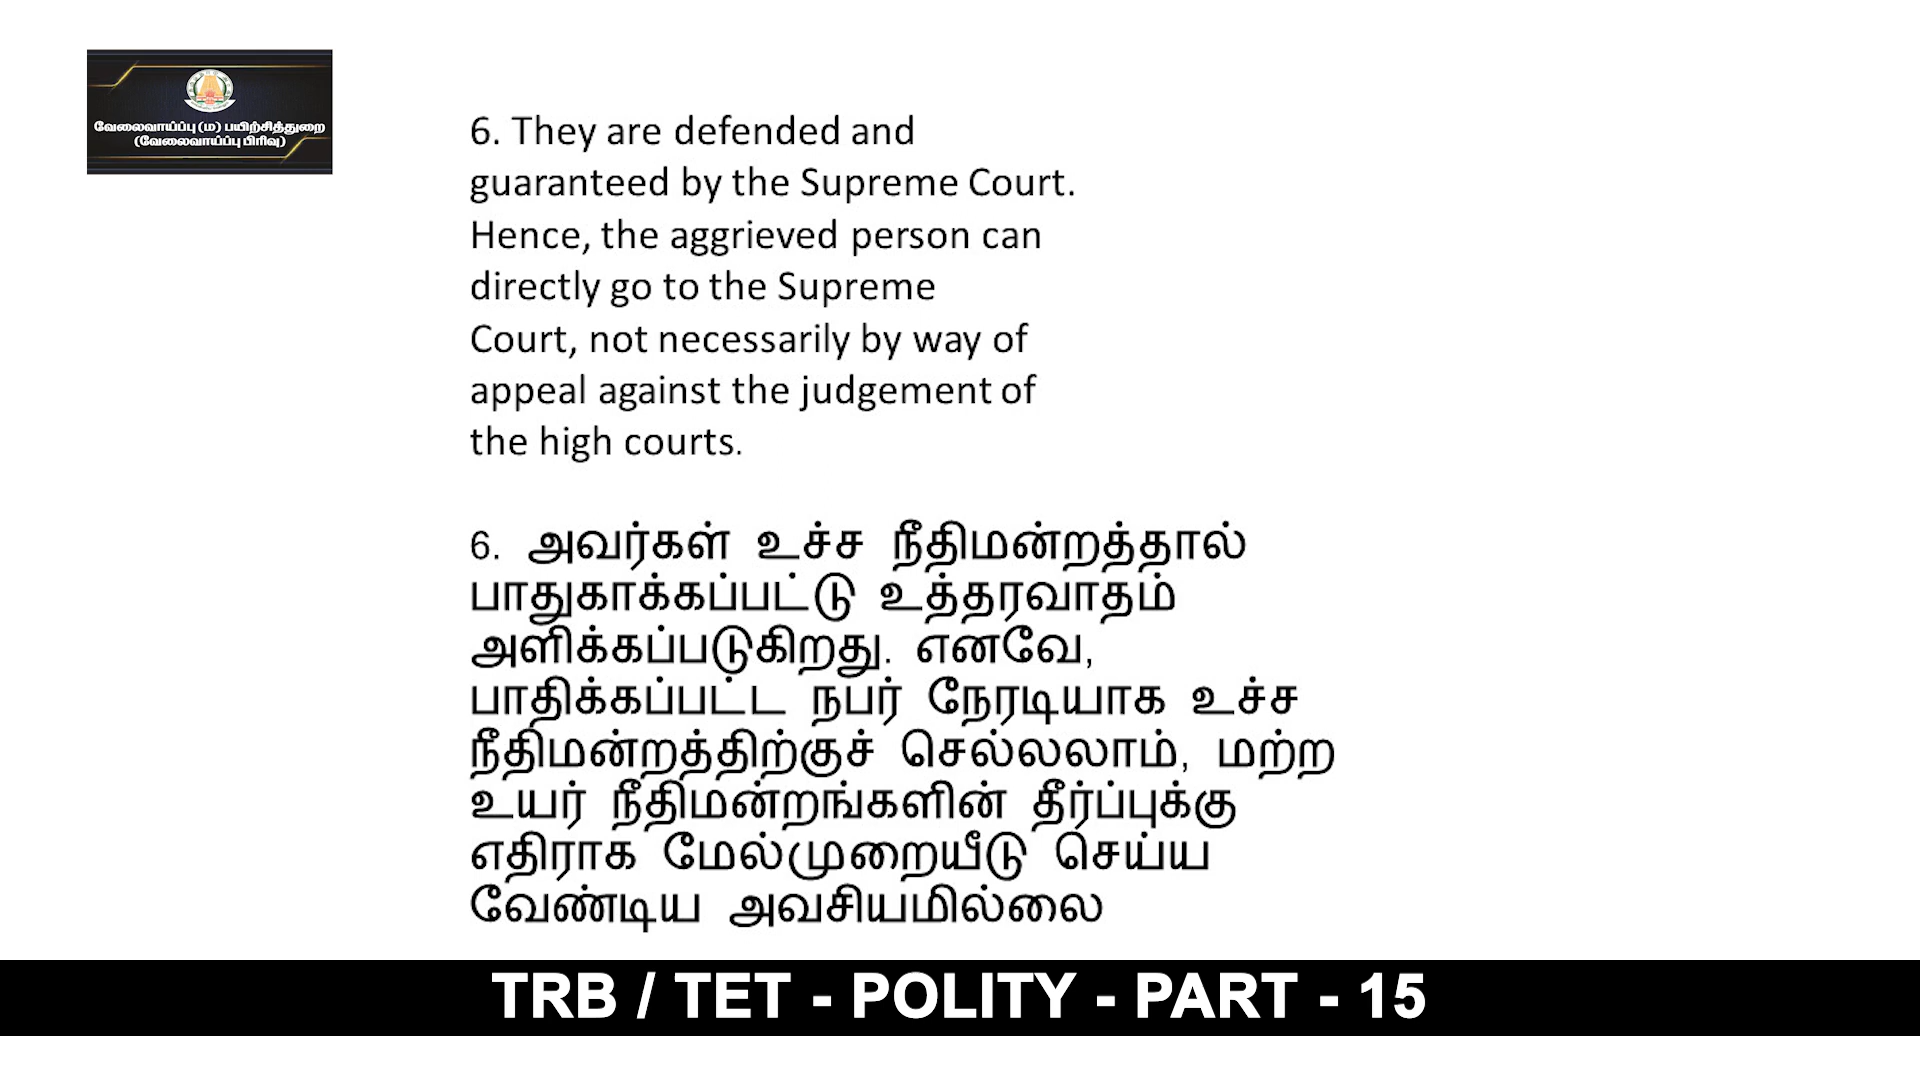 வேலைவாய்ப்பு (ம) பயிற்சித்துறை
(வேலைவாய்ப்பு பிரிவு)
6. They are defended and
guaranteed by the Supreme Court.
Hence, the aggrieved person can
directly go to the Supreme
Court, not necessarily by way of
appeal against the judgement of
the high courts.
6. அவர்கள் உச்ச நீதிமன்றத்தால்
பாதுகாக்கப்பட்டு உத்தரவாதம்
அளிக்கப்படுகிறது. எனவே,
பாதிக்கப்பட்ட நபர் நேரடியாக உச்ச
நீதிமன்றத்திற்குச் செல்லலாம், மற்ற
உயர் நீதிமன்றங்களின் தீர்ப்புக்கு
எதிராக மேல்முறையீடு செய்ய
வேண்டிய அவசியமில்லை
TRB / TET - POLITY - PART - 15